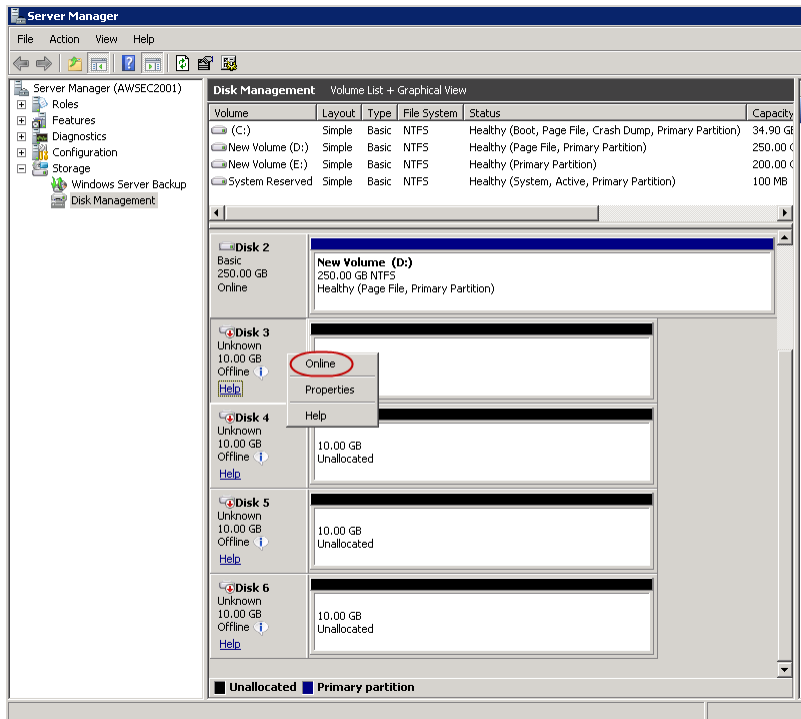 Server Manager
File Action View Help
Server Manager (AWSEC2001)
Roles
Features
Diagnostics
Configuration
Storage
Windows Server Backup
Disk Management
Disk Management Volume List + Graphical View
Volume Layout Type File System Status Capacity
(C:) Simple Basic NTFS Healthy (Boot, Page File, Crash Dump, Primary Partition) 34.90 GB
New Volume (D:) Simple Basic NTFS Healthy (Page File, Primary Partition) 250.00
New Volume (E:) Simple Basic NTFS Healthy (Primary Partition) 200.00
System Reserved Simple Basic NTFS Healthy (System, Active, Primary Partition) 100 MB
Disk 2
Basic
250.00 GB
Online
New Volume (D:)
250.00 GB NTFS
Healthy (Page File, Primary Partition)
Disk 3
Unknown
10.00 GB
Offline
Help
Online
Properties
Help
Disk 4
Unknown
10.00 GB
Offline
Help
10.00 GB
Unallocated
Disk 5
Unknown
10.00 GB
Offline
Help
10.00 GB
Unallocated
Disk 6
Unknown
10.00 GB
Offline
Help
10.00 GB
Unallocated
Unallocated Primary partition